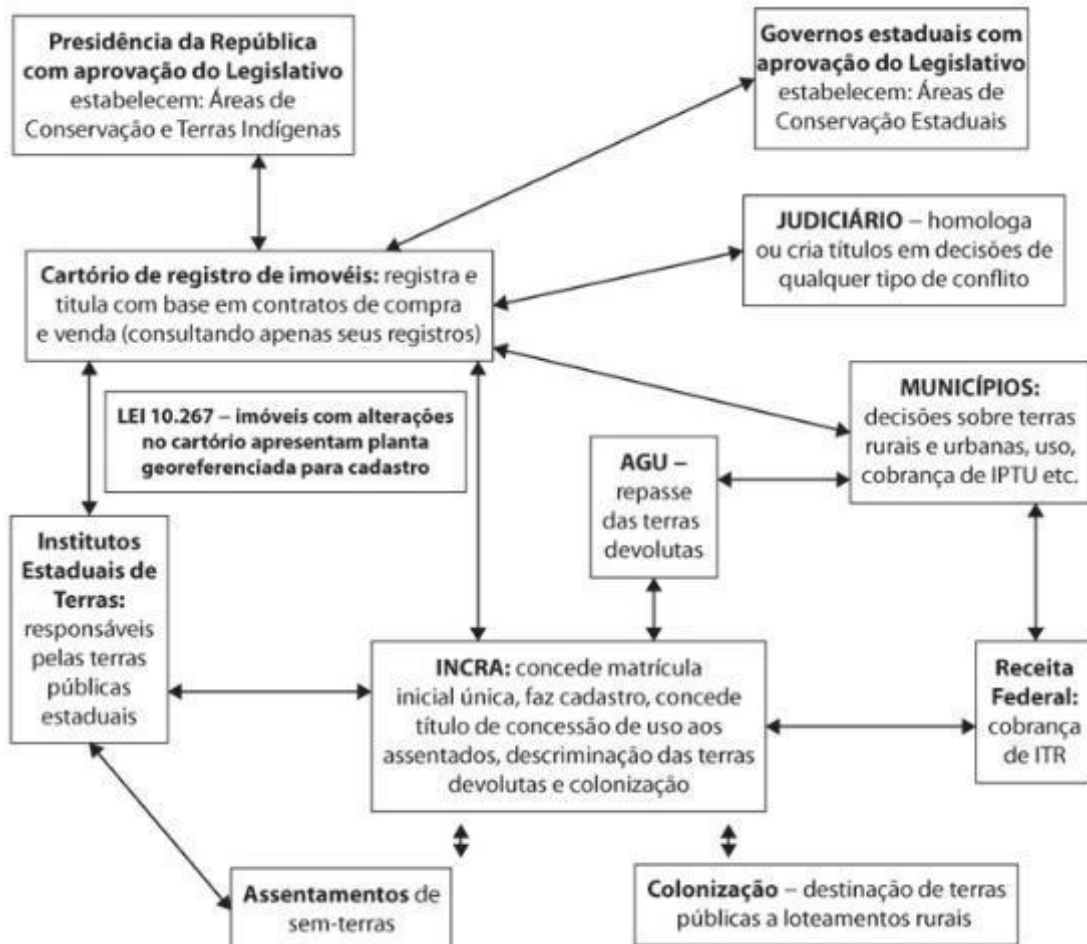 Presidência da República
com aprovação do Legislativo
estabelecem: Áreas de
Conservação e Terras Indígenas
Governos estaduais com
aprovação do Legislativo
estabelecem: Áreas de
Conservação Estaduais
JUDICIÁRIO – homologa
ou cria títulos em decisões de
qualquer tipo de conflito
Cartório de registro de imovéis: registra e
titula com base em contratos de compra
e venda (consultando apenas seus registros)
LEI 10.267 – imóveis com alterações
no cartório apresentam planta
georeferenciada para cadastro
MUNICÍPIOS:
decisões sobre terras
rurais e urbanas, uso,
cobrança de IPTU etc.
AGU –
repasse
das terras
devolutas
Institutos
Estaduais de
Terras:
responsáveis
pelas terras
públicas
estaduais
INCRA: concede matrícula
inicial única, faz cadastro, concede
título de concessão de uso aos
assentados, descriminação das terras
devolutas e colonização
Receita
Federal:
cobrança
de ITR
Assentamentos de
sem-terras
Colonização – destinação de terras
públicas a loteamentos rurais